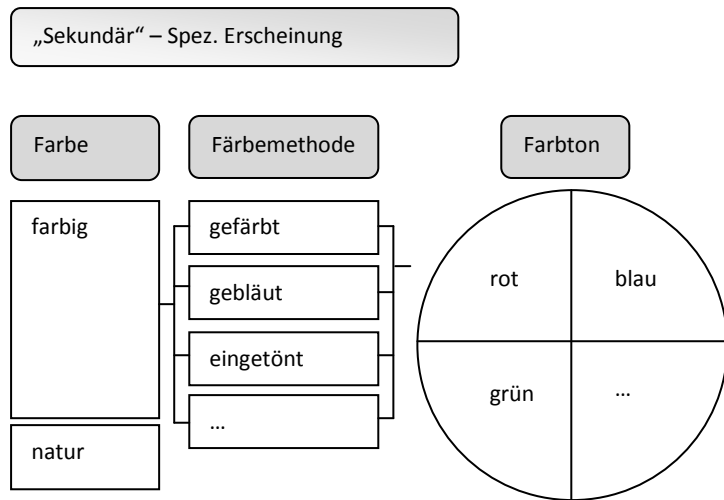 „Sekundär“ – Spez. Erscheinung
Farbe
Färbemethode
Farbton
farbig
natur
gefärbt
gebläut
eingetönt
...
rot
blau
grün
...